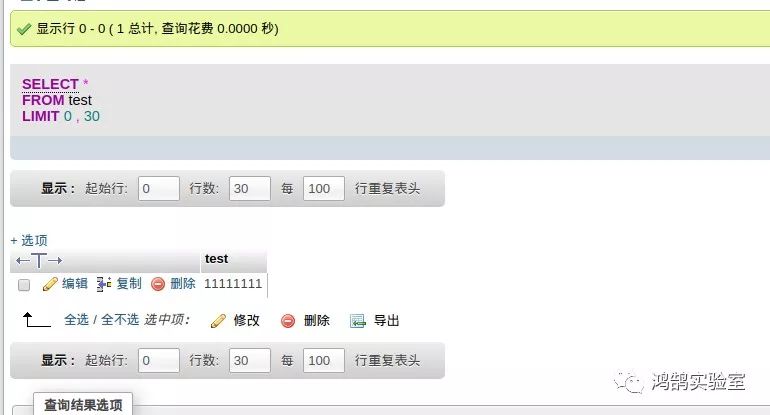 显示行 0 - 0 ( 1 总计, 查询花费 0.0000 秒)
SELECT *
FROM test
LIMIT 0 , 30
显示 : 起始行: 0 行数: 30 每 100 行重复表头
+ 选项
←T→ test
编辑 复制 删除 11111111
全选 / 全不选 选中项: 修改 删除 导出
显示 : 起始行: 0 行数: 30 每 100 行重复表头
鸿鹄实验室
查询结果选项